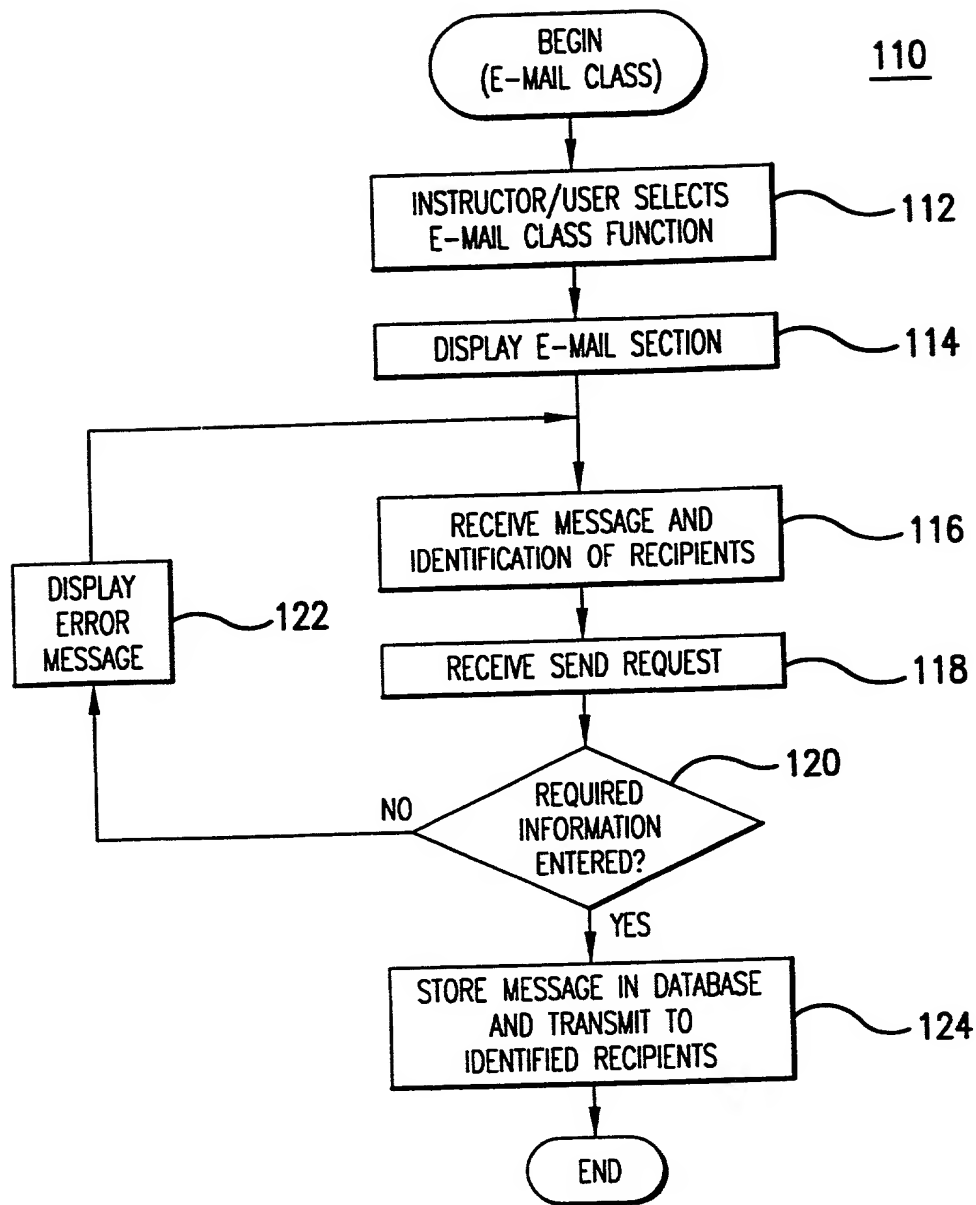 BEGIN
(E-MAIL CLASS)
110
INSTRUCTOR/USER SELECTS
E-MAIL CLASS FUNCTION
112
DISPLAY E-MAIL SECTION
114
RECEIVE MESSAGE AND
IDENTIFICATION OF RECIPIENTS
116
DISPLAY
ERROR
MESSAGE
122
RECEIVE SEND REQUEST
118
120
NO
REQUIRED
INFORMATION
ENTERED?
YES
STORE MESSAGE IN DATABASE
AND TRANSMIT TO
IDENTIFIED RECIPIENTS
124
END